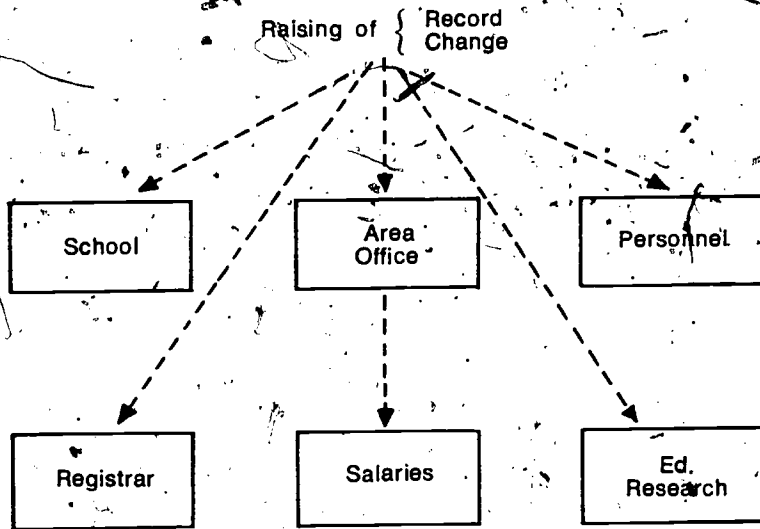 Raising of { Record
Change
School
Area
Office
Personnel
Registrar
Salaries
Ed.
Research